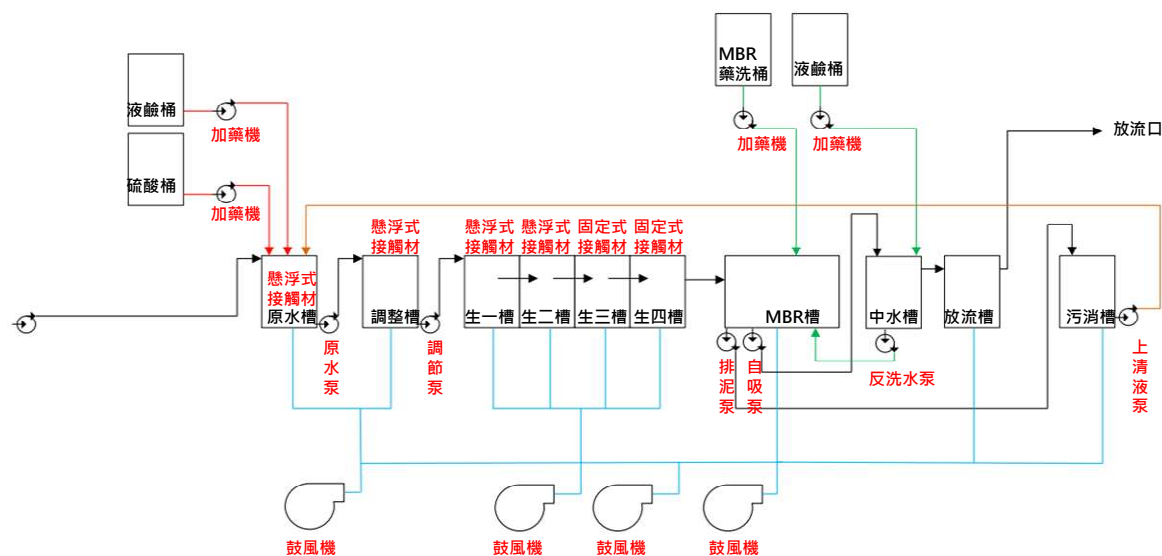 MBR
藥洗桶
液鹼桶
液鹼桶
加藥機
加藥機
加藥機
放流口
硫酸桶
加藥機
懸浮式
接觸材
懸浮式
接觸材
懸浮式
接觸材
固定式
接觸材
固定式
接觸材
懸浮式
接觸材
原水槽
調整槽
生一槽
生二槽
生三槽
生四槽
MBR槽
中水槽
放流槽
污消槽
原水泵
調節泵
排泥泵
自吸泵
反洗水泵
上清液泵
鼓風機
鼓風機
鼓風機
鼓風機